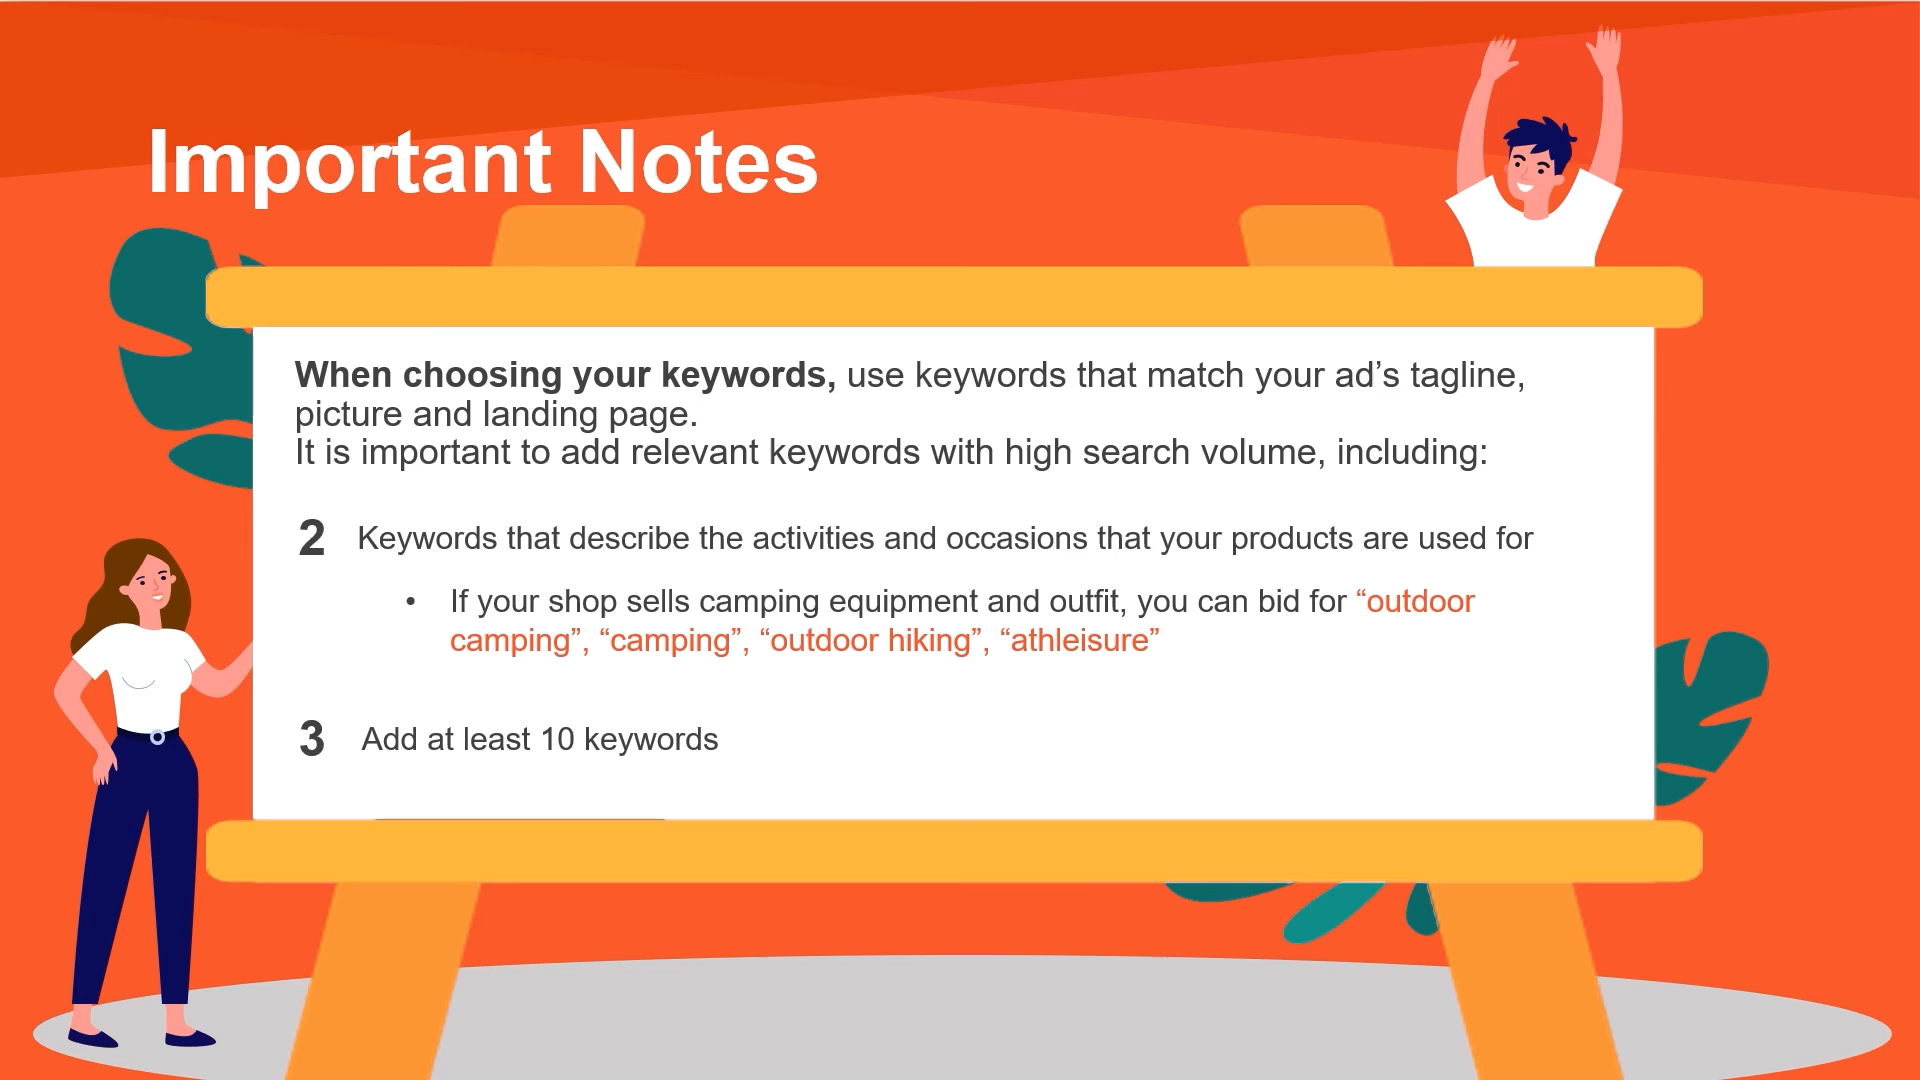 Important Notes
When choosing your keywords, use keywords that match your ad’s tagline,
picture and landing page.
It is important to add relevant keywords with high search volume, including:
2 Keywords that describe the activities and occasions that your products are used for
• If your shop sells camping equipment and outfit, you can bid for “outdoor
camping”, “camping”, “outdoor hiking”, “athleisure”
3 Add at least 10 keywords